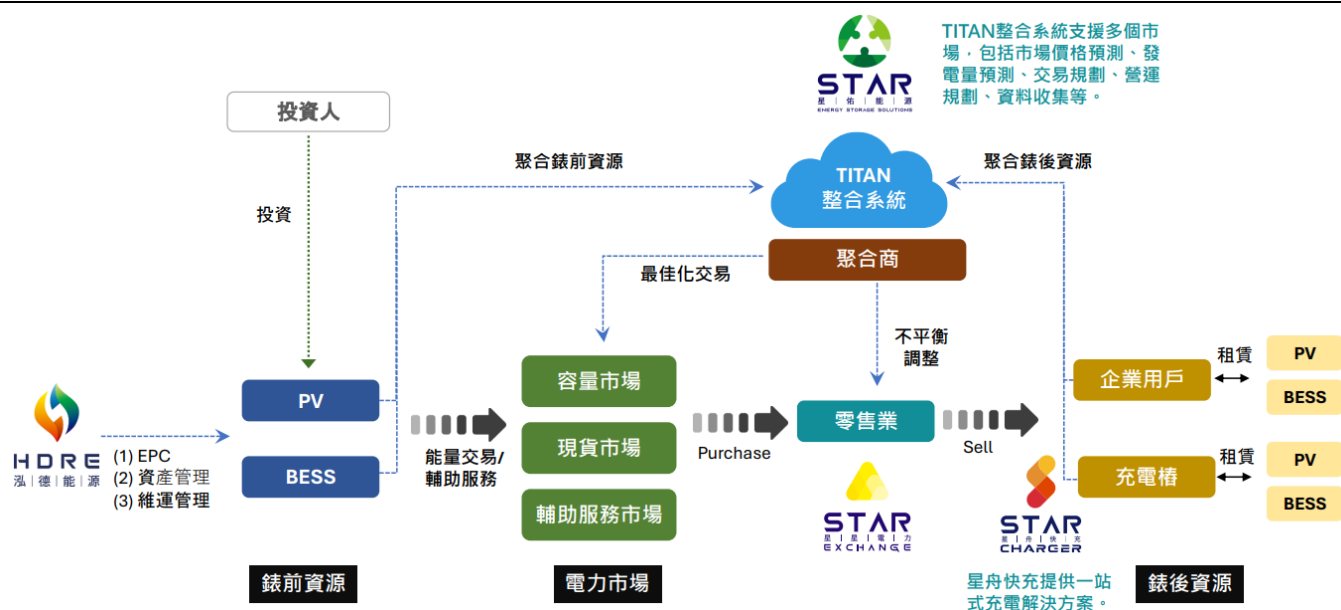 STAR
星|佑|能|源
ENERGY STORAGE SOLUTIONS
TITAN整合系統支援多個市
場，包括市場價格預測、發
電量預測、交易規劃、營運
規劃、資料收集等。
投資人
投資
聚合錶前資源
TITAN
整合系統
聚合錶後資源
聚合商
最佳化交易
不平衡
調整
HDRE
泓|德|能|源
(1) EPC
(2) 資產管理
(3) 維運管理
PV
BESS
能量交易/
輔助服務
容量市場
現貨市場
輔助服務市場
Purchase
零售業
Sell
STAR
星|星|電|力
EXCHANGE
STAR
星|舟|快|充
CHARGER
企業用戶
租賃
PV
BESS
充電樁
租賃
PV
BESS
錶前資源
電力市場
星舟快充提供一站
式充電解決方案。
錶後資源